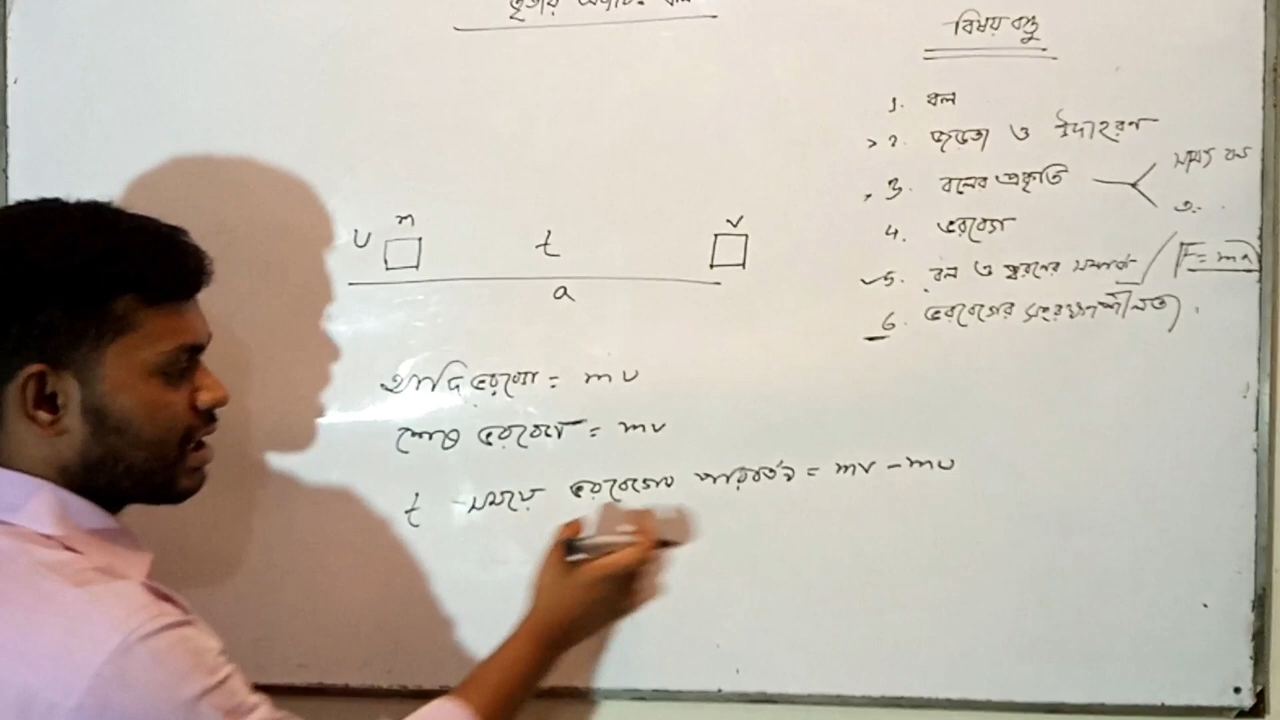 বিষয় বস্তু
1. বল
2. জড়তা ও উদাহরণ
3. বলের প্রকৃতি
4. ভরবেগ
5. বল ও ত্বরণের সম্পর্ক F = ma
6. ভরবেগের সংরক্ষণশীলতা
u m t v
a
আদি ভরবেগ = mu
শেষ ভরবেগ = mv
t সময়ে ভরবেগের পরিবর্তন = mv - mu